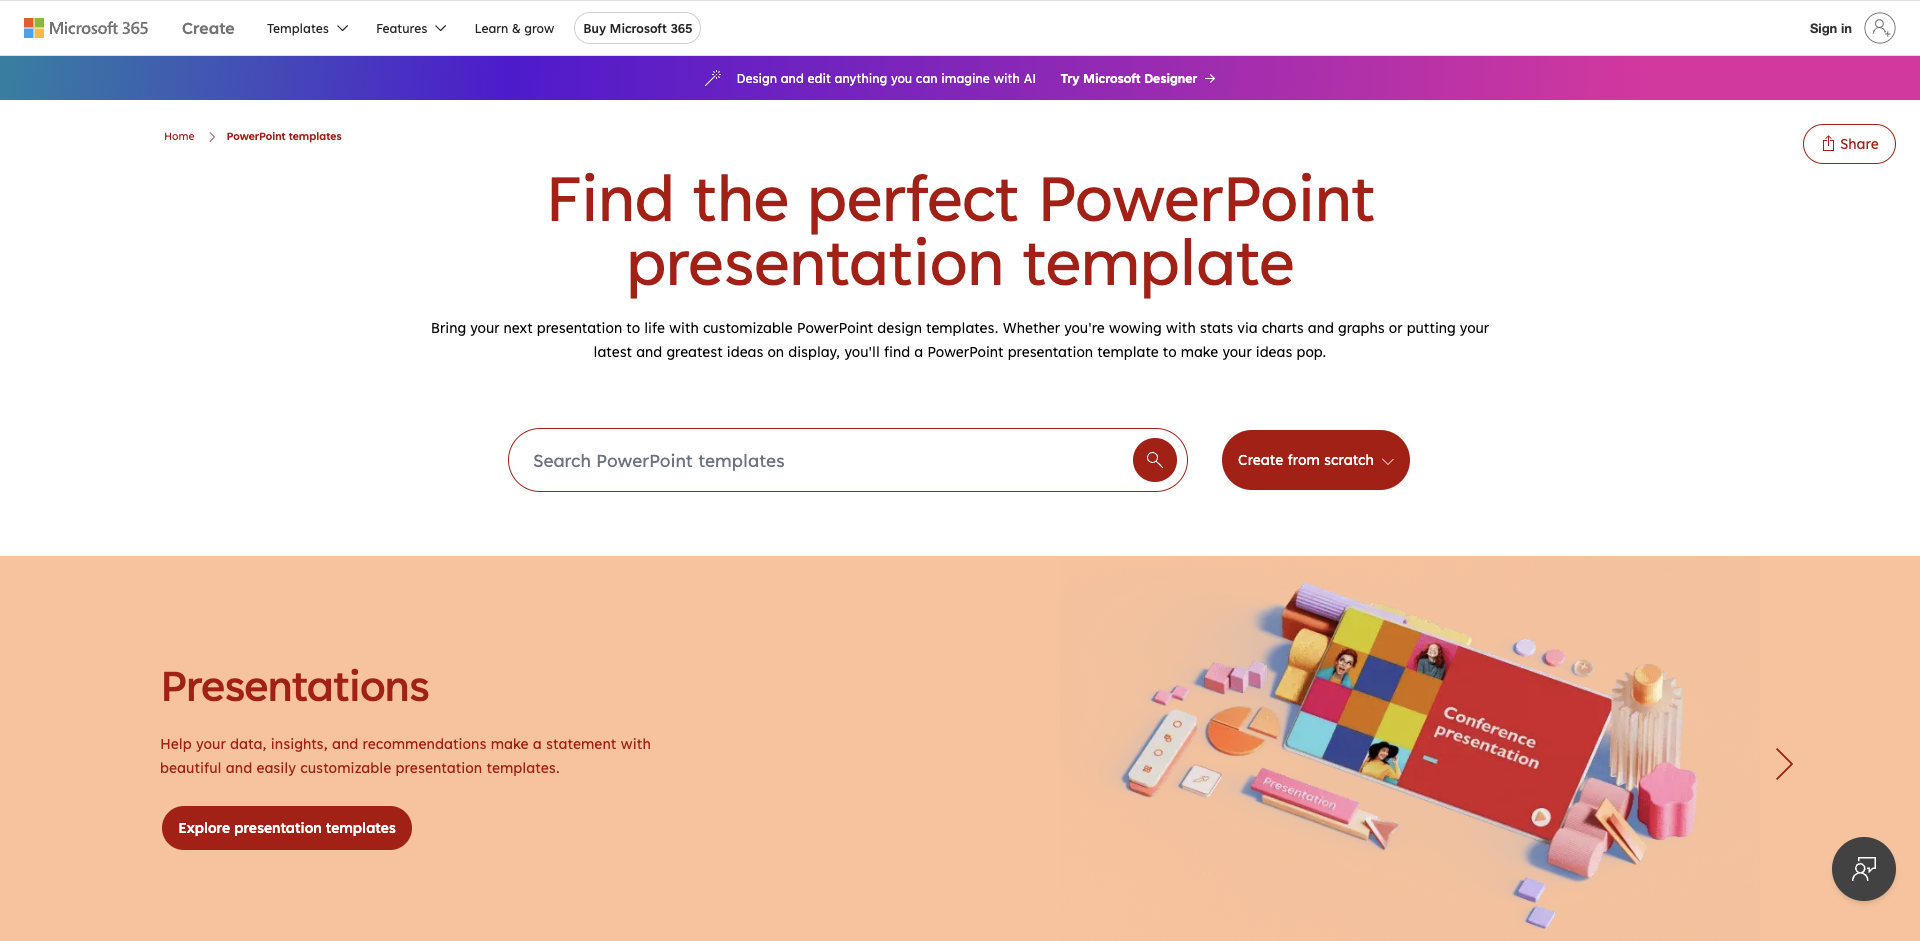 Microsoft 365
Create
Templates
Features
Learn & grow
Buy Microsoft 365
Sign in
Design and edit anything you can imagine with AI
Try Microsoft Designer
Home
PowerPoint templates
Share
Find the perfect PowerPoint
presentation template
Bring your next presentation to life with customizable PowerPoint design templates. Whether you're wowing with stats via charts and graphs or putting your
latest and greatest ideas on display, you'll find a PowerPoint presentation template to make your ideas pop.
Search PowerPoint templates
Create from scratch
Presentations
Help your data, insights, and recommendations make a statement with
beautiful and easily customizable presentation templates.
Explore presentation templates
Conference
presentation
Presentation